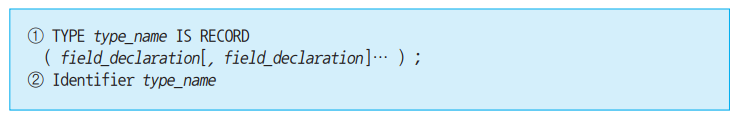 ① TYPE type_name IS RECORD
( field_declaration[, field_declaration]… ) ;
② Identifier type_name